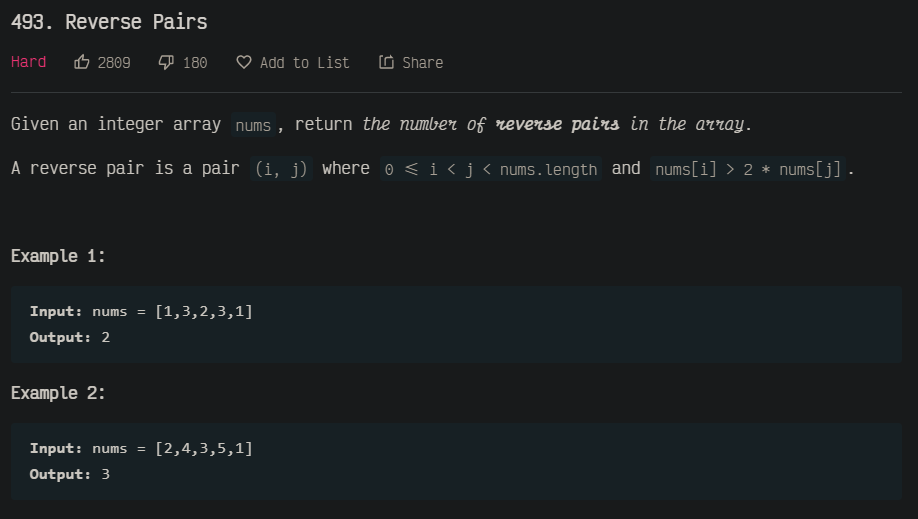 493. Reverse Pairs
Hard 2809 180 Add to List Share
Given an integer array nums, return the number of reverse pairs in the array.
A reverse pair is a pair (i, j) where 0 <= i < j < nums.length and nums[i] > 2 * nums[j].
Example 1:
Input: nums = [1,3,2,3,1]
Output: 2
Example 2:
Input: nums = [2,4,3,5,1]
Output: 3